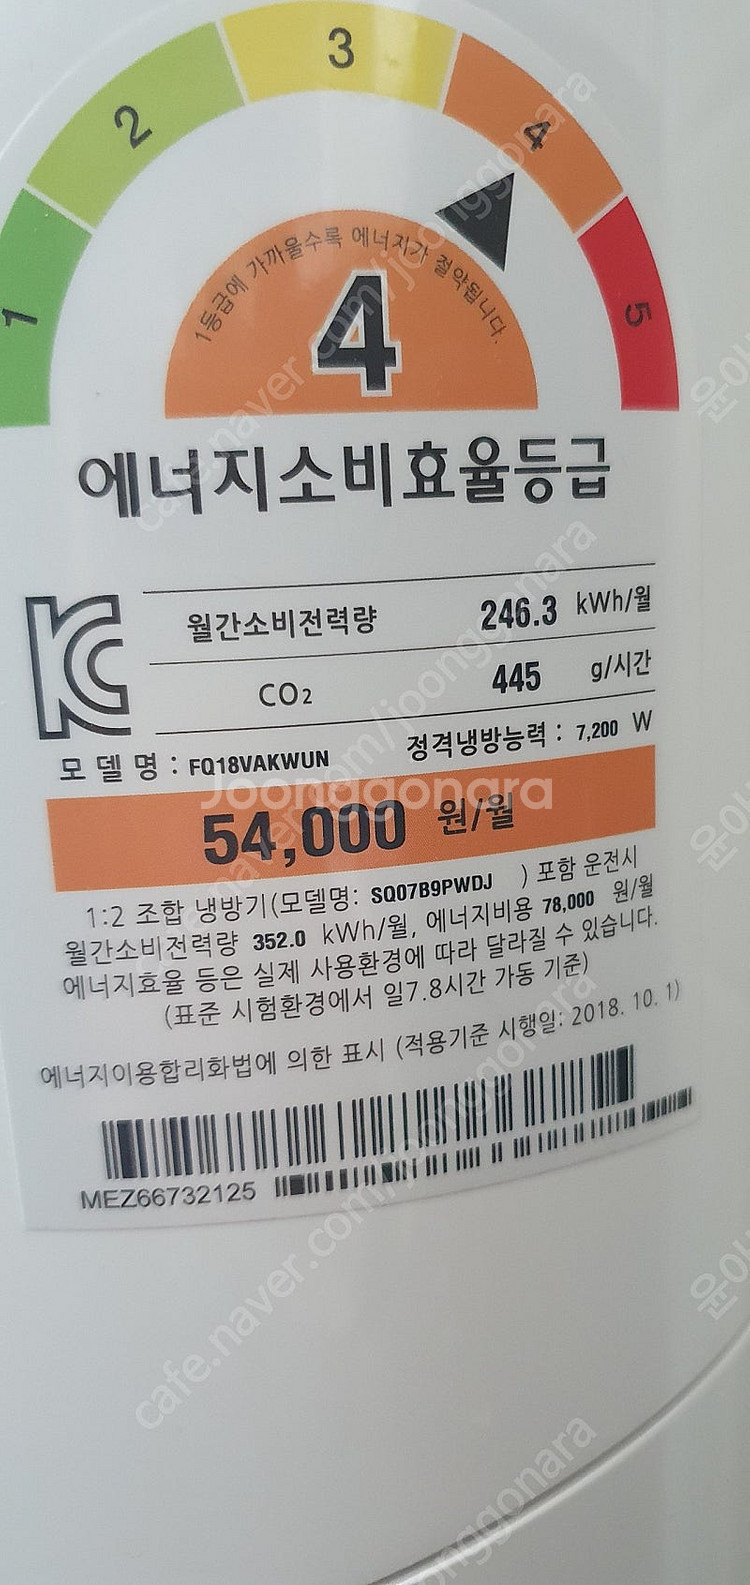 3
2
4
1
5
1등급에 가까울수록 에너지가 절약됩니다.
4
에너지소비효율등급
월간소비전력량 246.3 kWh/월
CO2 445 g/시간
모 델 명 : FQ18VAKWUN 정격냉방능력 : 7,200 W
Joonggonara
54,000 원/월
1:2 조합 냉방기(모델명: SQ07B9PWDJ ) 포함 운전시
월간소비전력량 352.0 kWh/월, 에너지비용 78,000 원/월
에너지효율 등은 실제 사용환경에 따라 달라질 수 있습니다.
(표준 시험환경에서 일7.8시간 가동 기준)
에너지이용합리화법에 의한 표시 (적용기준 시행일: 2018. 10. 1)
MEZ66732125
cafe.naver.com/joonggonara